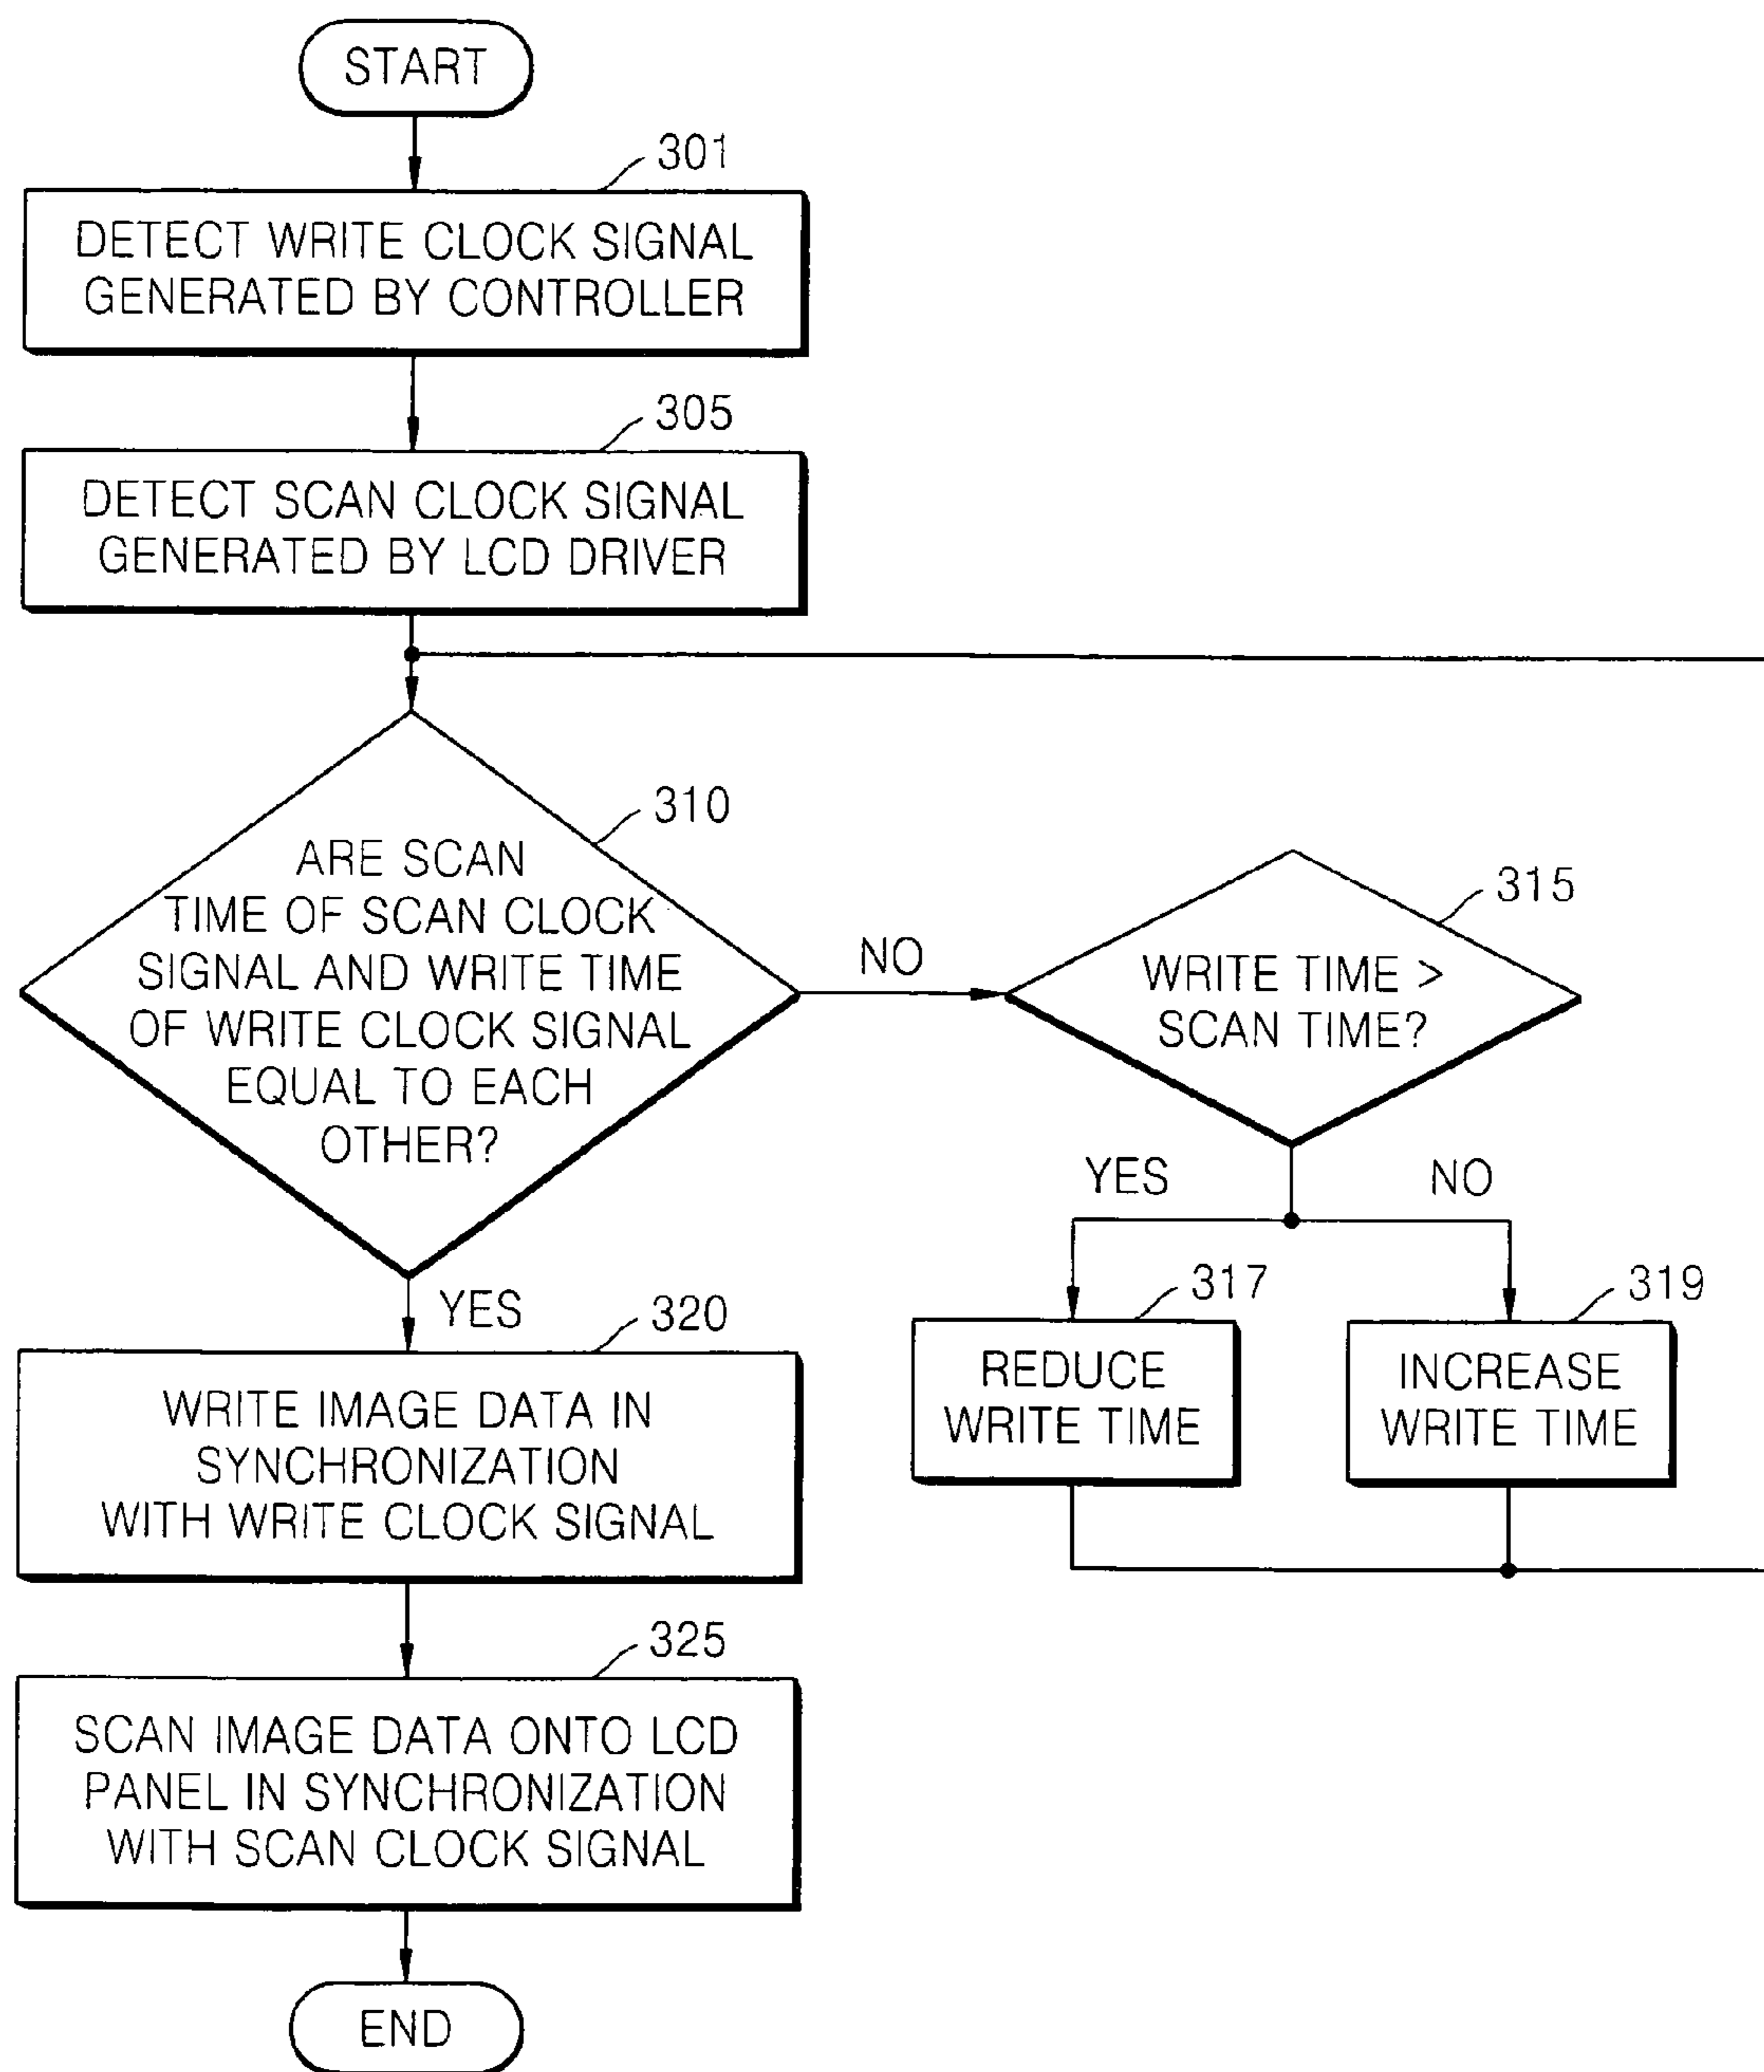 START
301
DETECT WRITE CLOCK SIGNAL
GENERATED BY CONTROLLER
305
DETECT SCAN CLOCK SIGNAL
GENERATED BY LCD DRIVER
310
ARE SCAN
TIME OF SCAN CLOCK
SIGNAL AND WRITE TIME
OF WRITE CLOCK SIGNAL
EQUAL TO EACH
OTHER?
NO
315
WRITE TIME >
SCAN TIME?
YES
NO
317
REDUCE
WRITE TIME
319
INCREASE
WRITE TIME
YES
320
WRITE IMAGE DATA IN
SYNCHRONIZATION
WITH WRITE CLOCK SIGNAL
325
SCAN IMAGE DATA ONTO LCD
PANEL IN SYNCHRONIZATION
WITH SCAN CLOCK SIGNAL
END